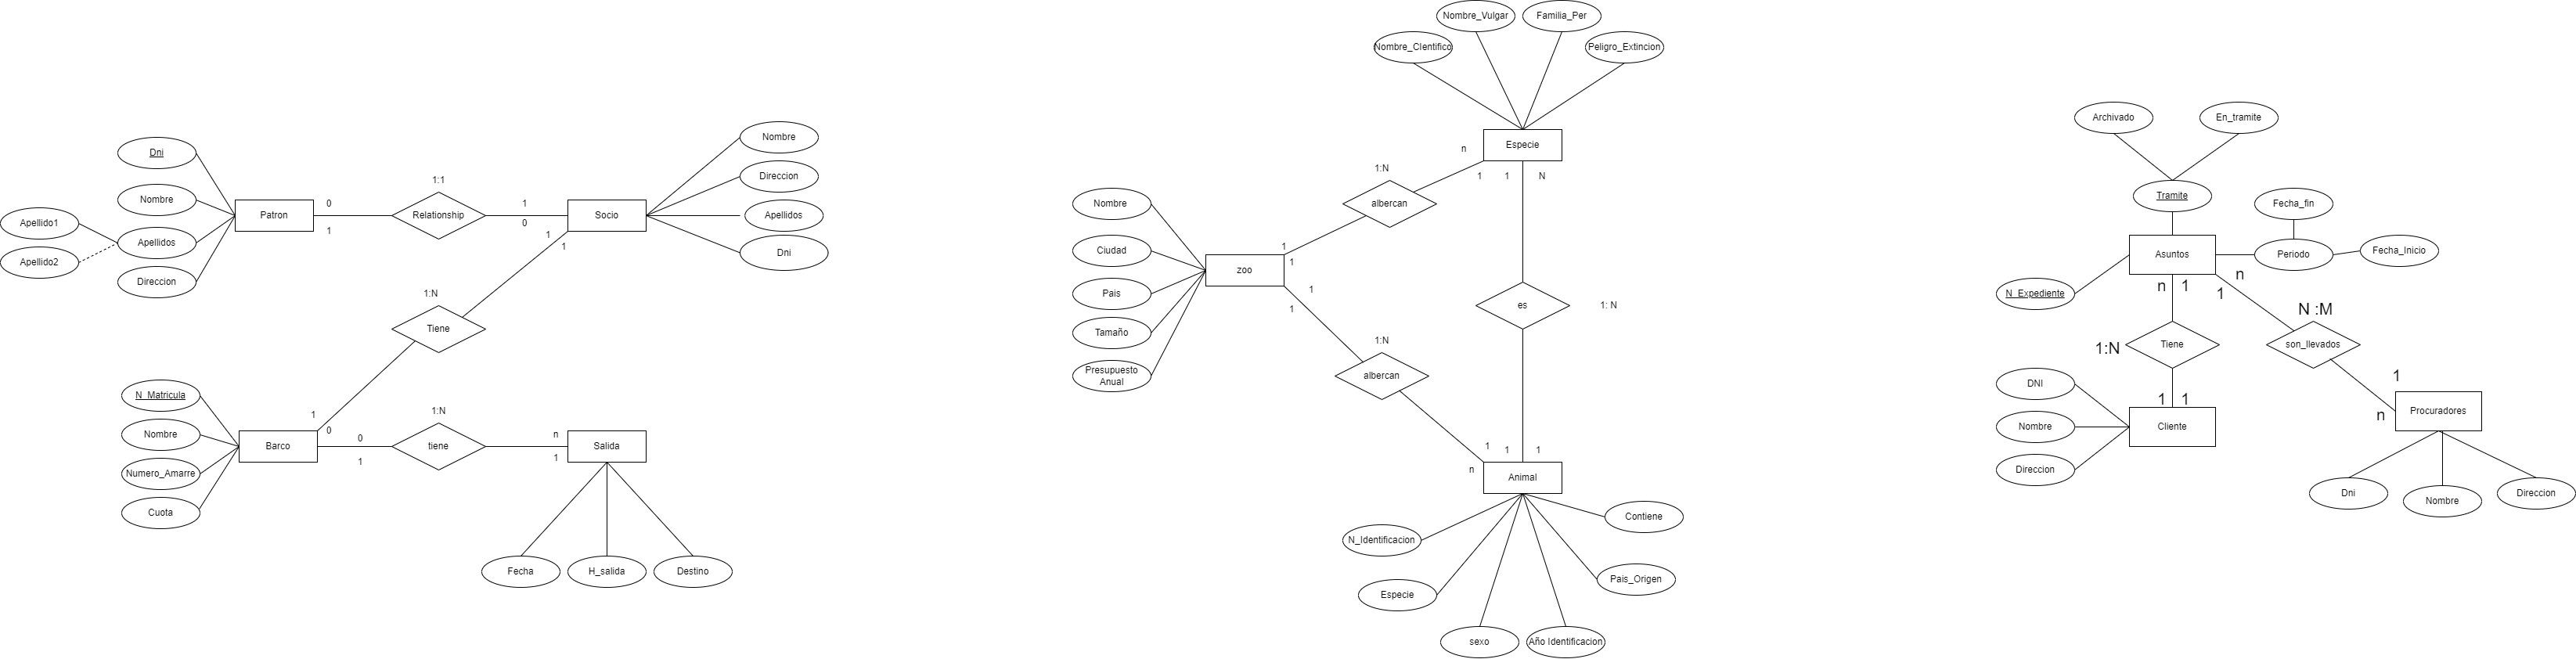 Dni
Nombre
Apellido1
Apellidos
Apellido2
Direccion
Patron
0
1
1:1
Relationship
1
0
Socio
Nombre
Direccion
Apellidos
Dni
1
1
1:N
Tiene
1
0
N_Matricula
Nombre
Numero_Amarre
Cuota
Barco
0
1
1:N
tiene
n
1
Salida
Fecha
H_salida
Destino
Nombre_Vulgar
Familia_Per
Nombre_CIentifico
Peligro_Extincion
Especie
n
1
1
N
1:N
albercan
1
1
Nombre
Ciudad
Pais
Tamaño
Presupuesto
Anual
zoo
1
1
1:N
albercan
es
1: N
1
n
1
1
Animal
N_Identificacion
Especie
sexo
Año Identificacion
Pais_Origen
Contiene
Archivado
En_tramite
Tramite
Fecha_fin
Asuntos
Periodo
Fecha_Inicio
N_Expediente
n
1
n
1
N :M
son_llevados
1:N
Tiene
1
n
Procuradores
1
1
DNI
Nombre
Direccion
Cliente
Dni
Nombre
Direccion